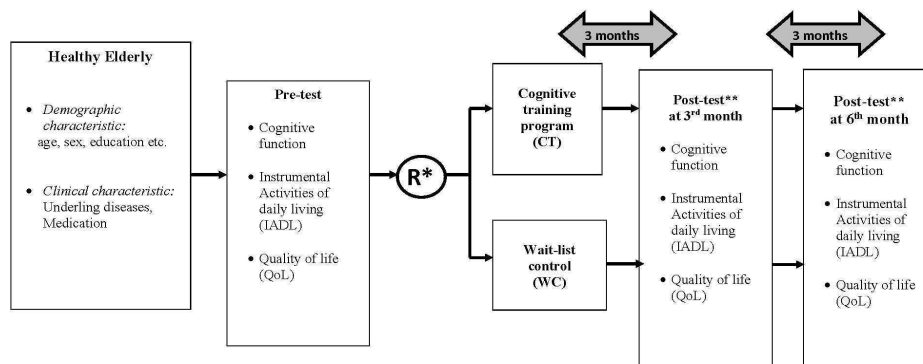 3 months
3 months
Healthy Elderly
• Demographic
characteristic:
age, sex, education etc.
• Clinical characteristic:
Underling diseases,
Medication
Pre-test
• Cognitive
function
• Instrumental
Activities of
daily living
(IADL)
• Quality of life
(QoL)
R*
Cognitive
training
program
(CT)
Wait-list
control
(WC)
Post-test**
at 3rd month
• Cognitive
function
• Instrumental
Activities of
daily living
(IADL)
• Quality of life
(QoL)
Post-test**
at 6th month
• Cognitive
function
• Instrumental
Activities of
daily living
(IADL)
• Quality of life
(QoL)